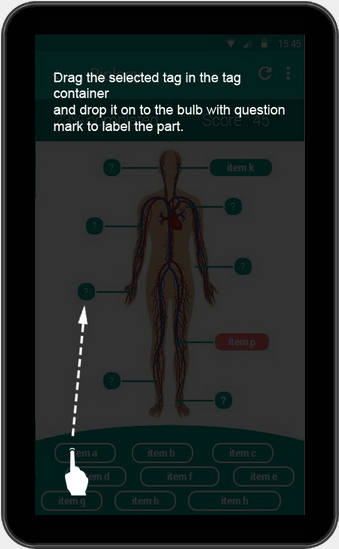 15:45
Drag the selected tag in the tag
container
and drop it on to the bulb with question
mark to label the part.
Score : 45
? item k
?
?
?
?
item p
?
?
item a item b item c
item d item f item e
item g item h item h